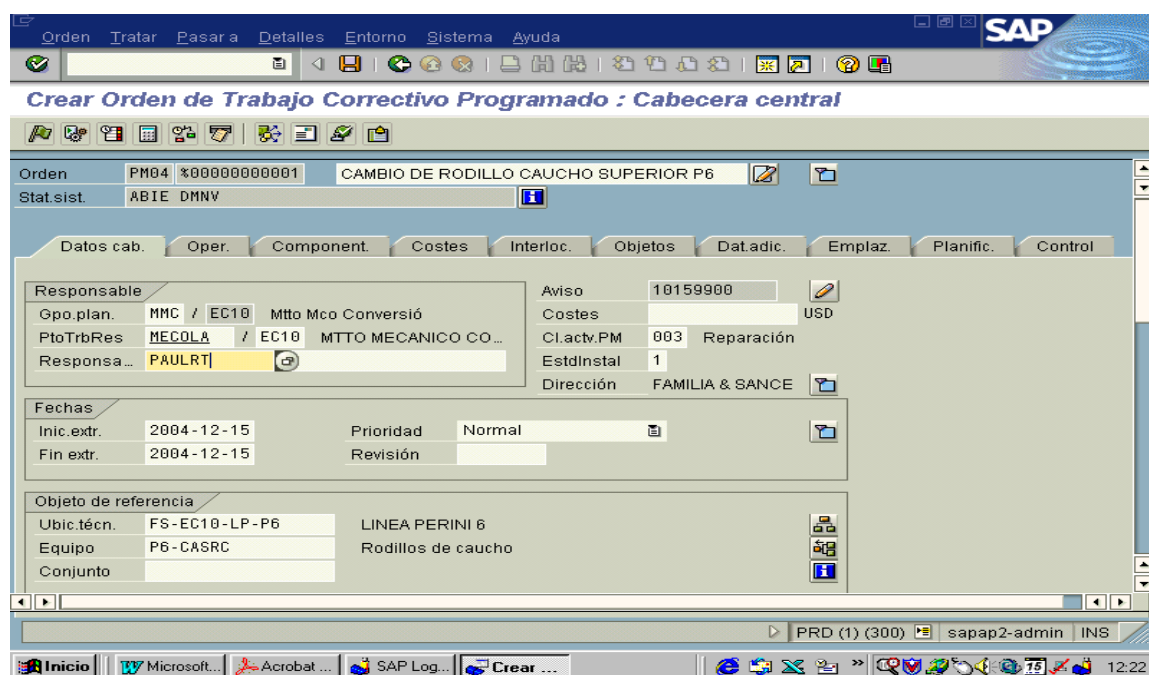 Orden Tratar Pasar a Detalles Entorno Sistema Ayuda
SAP
Crear Orden de Trabajo Correctivo Programado : Cabecera central
Orden PM04 %00000000001 CAMBIO DE RODILLO CAUCHO SUPERIOR P6
Stat.sist. ABIE DMNV
Datos cab. Oper. Component. Costes Interloc. Objetos Dat.adic. Emplaz. Planific. Control
Responsable
Gpo.plan. MMC / EC10 Mtto Mco Conversió
PtoTrbRes MECOLA / EC10 MTTO MECANICO CO...
Responsa... PAULRT
Aviso 10159900
Costes USD
Cl.actv.PM 003 Reparación
EstdInstal 1
Dirección FAMILIA & SANCE
Fechas
Inic.extr. 2004-12-15 Prioridad Normal
Fin extr. 2004-12-15 Revisión
Objeto de referencia
Ubic.técn. FS-EC10-LP-P6 LINEA PERINI 6
Equipo P6-CASRC Rodillos de caucho
Conjunto
PRD (1) (300) sapap2-admin INS
Inicio Microsoft... Acrobat ... SAP Log... Crear ... » 15 12:22